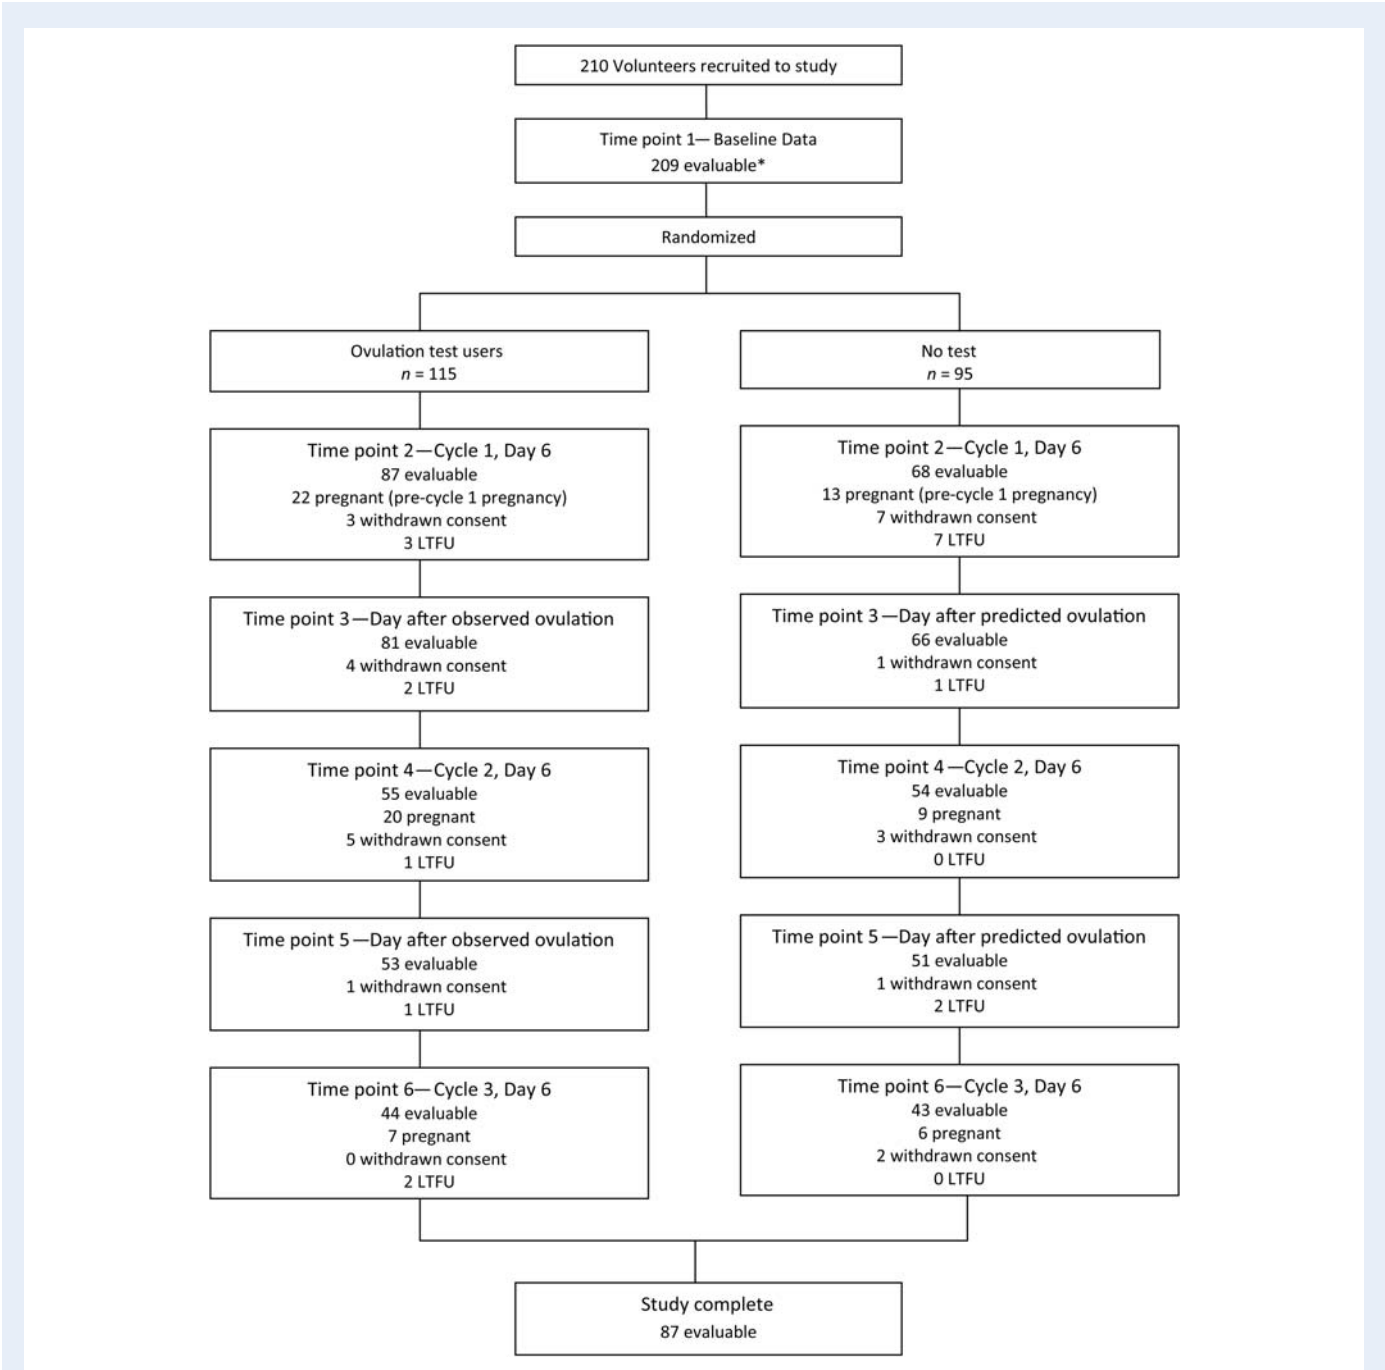 210 Volunteers recruited to study
Time point 1—Baseline Data
209 evaluable*
Randomized
Ovulation test users
n = 115
Time point 2—Cycle 1, Day 6
87 evaluable
22 pregnant (pre-cycle 1 pregnancy)
3 withdrawn consent
3 LTFU
Time point 3—Day after observed ovulation
81 evaluable
4 withdrawn consent
2 LTFU
Time point 4—Cycle 2, Day 6
55 evaluable
20 pregnant
5 withdrawn consent
1 LTFU
Time point 5—Day after observed ovulation
53 evaluable
1 withdrawn consent
1 LTFU
Time point 6—Cycle 3, Day 6
44 evaluable
7 pregnant
0 withdrawn consent
2 LTFU
No test
n = 95
Time point 2—Cycle 1, Day 6
68 evaluable
13 pregnant (pre-cycle 1 pregnancy)
7 withdrawn consent
7 LTFU
Time point 3—Day after predicted ovulation
66 evaluable
1 withdrawn consent
1 LTFU
Time point 4—Cycle 2, Day 6
54 evaluable
9 pregnant
3 withdrawn consent
0 LTFU
Time point 5—Day after predicted ovulation
51 evaluable
1 withdrawn consent
2 LTFU
Time point 6—Cycle 3, Day 6
43 evaluable
6 pregnant
2 withdrawn consent
0 LTFU
Study complete
87 evaluable